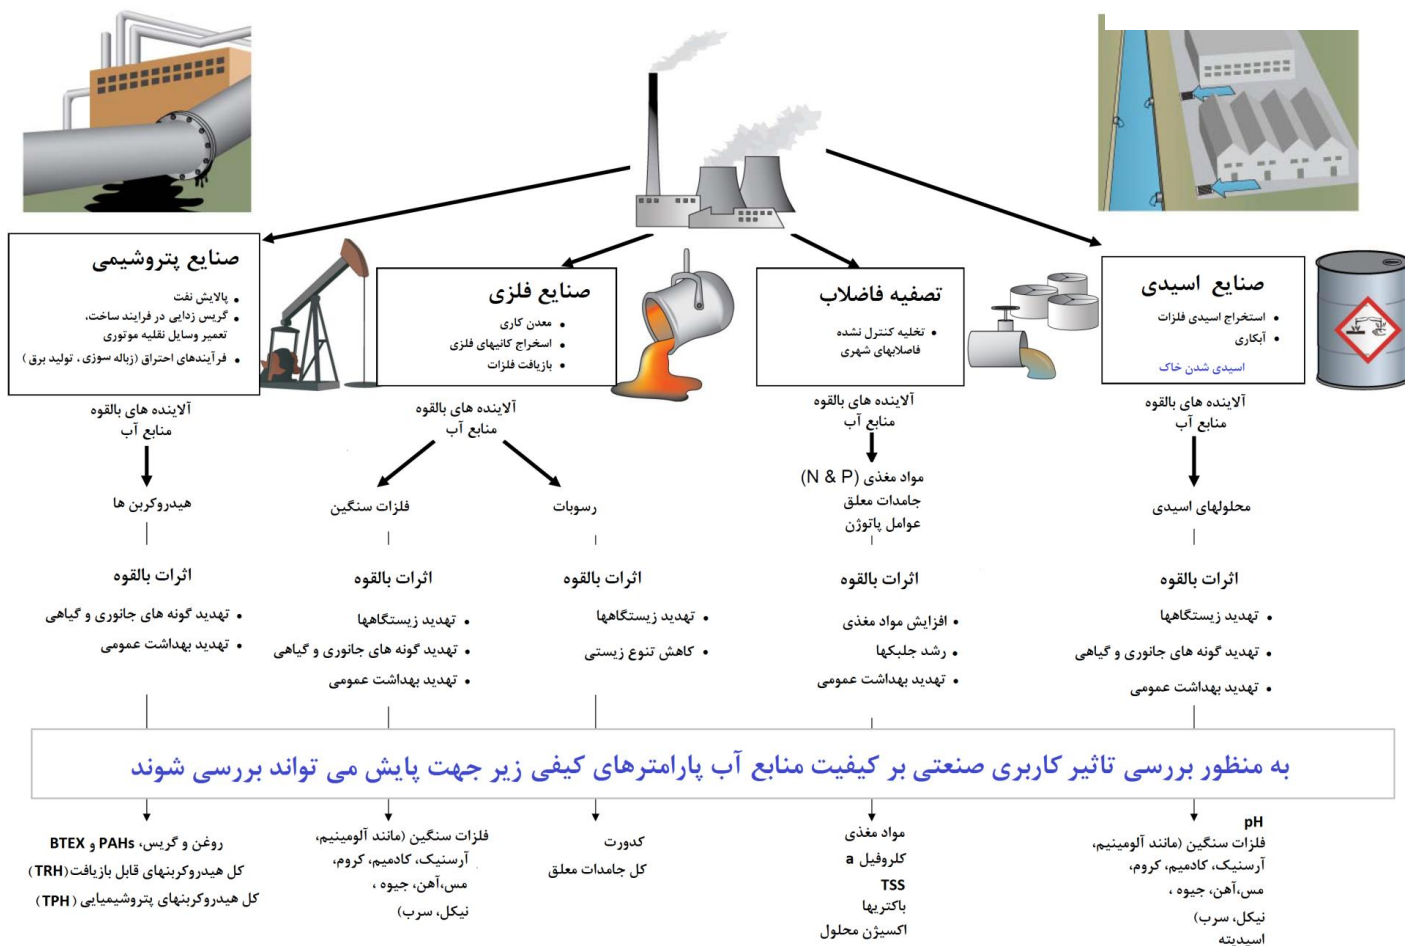 صنایع پتروشیمی
• پالایش نفت
• گریس زدایی در فرایند ساخت،
تعمیر وسایل نقلیه موتوری
• فرآیندهای احتراق (زباله سوزی ، تولید برق )
صنایع فلزی
• معدن کاری
• اسخراج کانیهای فلزی
• بازیافت فلزات
تصفیه فاضلاب
• تخلیه کنترل نشده
فاصلابهای شهری
صنایع اسیدی
• استخراج اسیدی فلزات
• آبکاری
اسیدی شدن خاک
آلاینده های بالقوه
منابع آب
آلاینده های بالقوه
منابع آب
آلاینده های بالقوه
منابع آب
آلاینده های بالقوه
منابع آب
هیدروکربن ها
فلزات سنگین
رسوبات
مواد مغذی (N & P)
جامدات معلق
عوامل پاتوژن
محلولهای اسیدی
اثرات بالقوه
• تهدید گونه های جانوری و گیاهی
• تهدید بهداشت عمومی
اثرات بالقوه
• تهدید زیستگاهها
• تهدید گونه های جانوری و گیاهی
• تهدید بهداشت عمومی
اثرات بالقوه
• تهدید زیستگاهها
• کاهش تنوع زیستی
اثرات بالقوه
• افزایش مواد مغذی
• رشد جلبکها
• تهدید بهداشت عمومی
اثرات بالقوه
• تهدید زیستگاهها
• تهدید گونه های جانوری و گیاهی
• تهدید بهداشت عمومی
به منظور بررسی تاثیر کاربری صنعتی بر کیفیت منابع آب پارامترهای کیفی زیر جهت پایش می تواند بررسی شوند
روغن و گریس، PAHs و BTEX
کل هیدروکربنهای قابل بازیافت(TRH)
کل هیدروکربنهای پتروشیمیایی (TPH)
فلزات سنگین (مانند آلومینیم،
آرسنیک، کادمیم، کروم،
مس،آهن، جیوه ،
نیکل، سرب)
کدورت
کل جامدات معلق
مواد مغذی
کلروفیل a
TSS
باکتریها
اکسیژن محلول
pH
فلزات سنگین (مانند آلومینیم،
آرسنیک، کادمیم، کروم،
مس،آهن، جیوه ،
نیکل، سرب)
اسیدیته